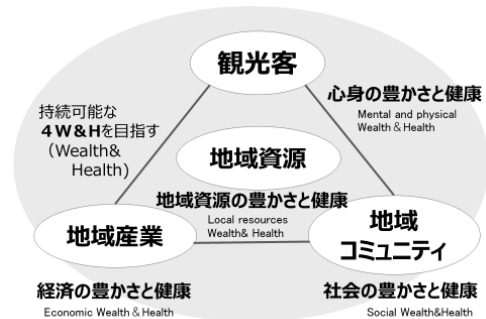 観光客
持続可能な
４W＆Hを目指す
（Wealth&
Health)
心身の豊かさと健康
Mental and physical
Wealth＆Health
地域資源
地域資源の豊かさと健康
Local resources
Wealth& Health
地域産業
地域
コミュニティ
経済の豊かさと健康
Economic Wealth＆Health
社会の豊かさと健康
Social Wealth&Health